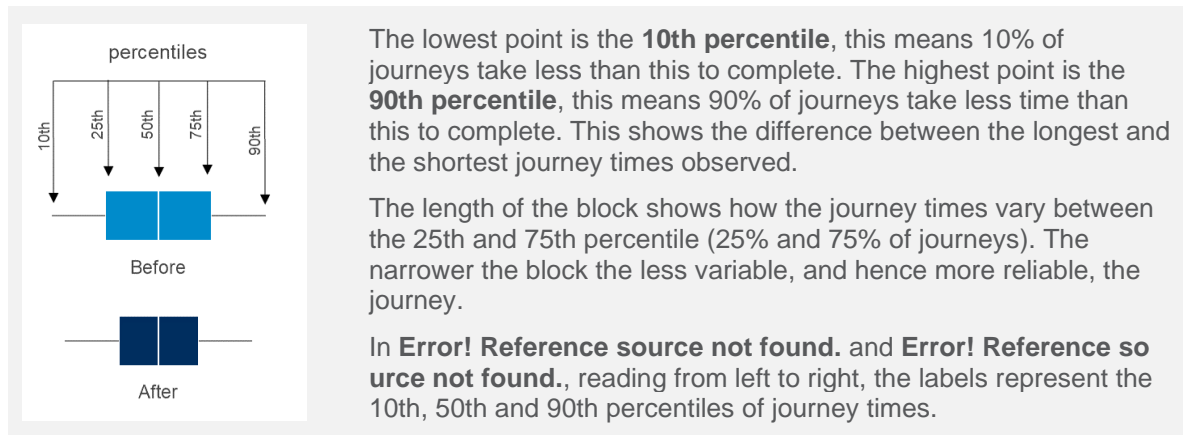 percentiles
10th
25th
50th
75th
90th
Before
After
The lowest point is the 10th percentile, this means 10% of
journeys take less than this to complete. The highest point is the
90th percentile, this means 90% of journeys take less time than
this to complete. This shows the difference between the longest and
the shortest journey times observed.
The length of the block shows how the journey times vary between
the 25th and 75th percentile (25% and 75% of journeys). The
narrower the block the less variable, and hence more reliable, the
journey.
In Error! Reference source not found. and Error! Reference so
urce not found., reading from left to right, the labels represent the
10th, 50th and 90th percentiles of journey times.